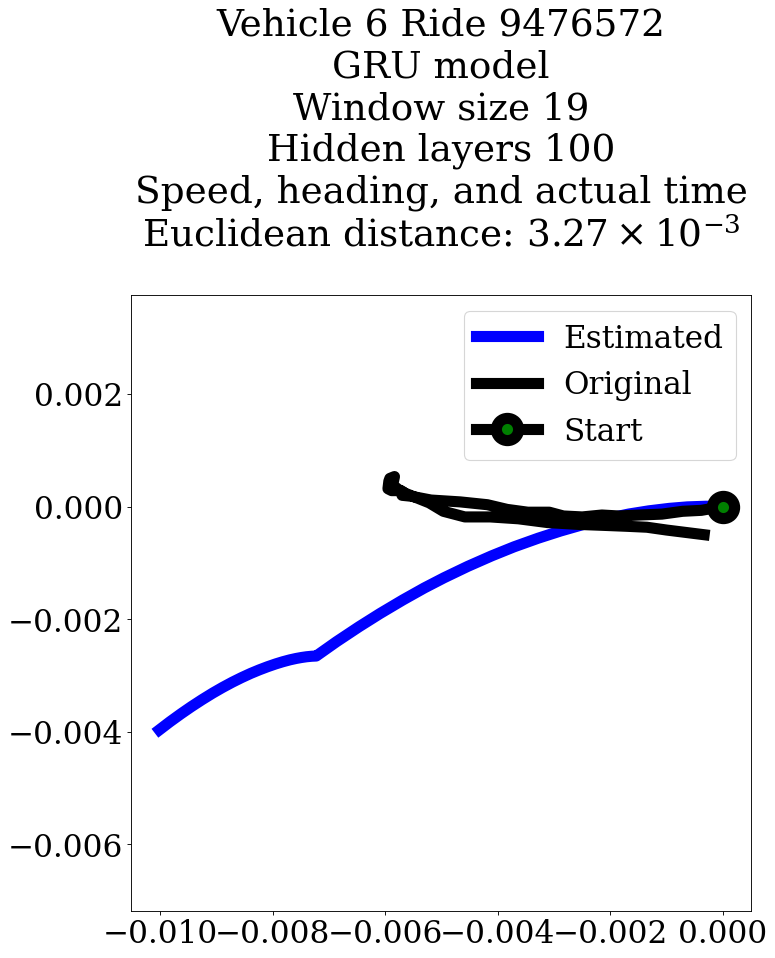 Vehicle 6 Ride 9476572
GRU model
Window size 19
Hidden layers 100
Speed, heading, and actual time
Euclidean distance: 3.27 × 10⁻³
Estimated
Original
Start
0.002
0.000
−0.002
−0.004
−0.006
−0.010 −0.008 −0.006 −0.004 −0.002 0.000